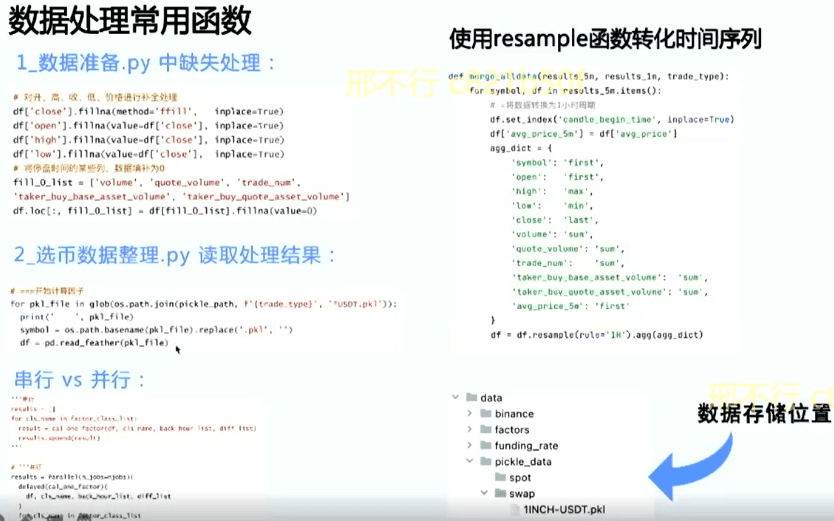 数据处理常用函数
1_数据准备.py 中缺失处理：
# 对开、高、收、低、价格进行补全处理
df['close'].fillna(method='ffill', inplace=True)
df['open'].fillna(value=df['close'], inplace=True)
df['high'].fillna(value=df['close'], inplace=True)
df['low'].fillna(value=df['close'], inplace=True)
# 将停盘时间的某些列、数据填补为0
fill_0_list = ['volume', 'quote_volume', 'trade_num',
'taker_buy_base_asset_volume', 'taker_buy_quote_asset_volume']
df.loc[:, fill_0_list] = df[fill_0_list].fillna(value=0)
2_选币数据整理.py 读取处理结果：
# ===开始计算因子
for pkl_file in glob(os.path.join(pickle_path, f'{trade_type}', '*USDT.pkl')):
print(' ', pkl_file)
symbol = os.path.basename(pkl_file).replace('.pkl', '')
df = pd.read_feather(pkl_file)
串行 vs 并行：
'''串行
results = []
for cls_name in factor_class_list:
result = cal_one_factor(df, cls_name, back_hour_list, diff_list)
results.append(result)
'''
# '''并行
results = Parallel(n_jobs=njobs)(
delayed(cal_one_factor)(
df, cls_name, back_hour_list, diff_list
)
for cls_name in factor_class_list
使用resample函数转化时间序列
邢不行
def merge_alldata(results_5m, results_1h, trade_type):
for symbol, df in results_5m.items():
# =将数据转换为1小时周期
df.set_index('candle_begin_time', inplace=True)
df['avg_price_5m'] = df['avg_price']
agg_dict = {
'symbol': 'first',
'open': 'first',
'high': 'max',
'low': 'min',
'close': 'last',
'volume': 'sum',
'quote_volume': 'sum',
'trade_num': 'sum',
'taker_buy_base_asset_volume': 'sum',
'taker_buy_quote_asset_volume': 'sum',
'avg_price_5m': 'first'
}
df = df.resample(rule='1H').agg(agg_dict)
data
binance
factors
funding_rate
pickle_data
spot
swap
1INCH-USDT.pkl
邢不行
数据存储位置